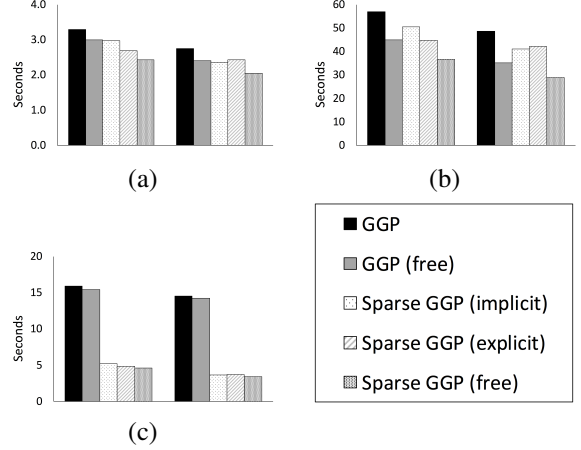 4.0
3.0
2.0
1.0
0.0
Seconds
(a)
60
50
40
30
20
10
0
Seconds
(b)
20
15
10
5
0
Seconds
(c)
GGP
GGP (free)
Sparse GGP (implicit)
Sparse GGP (explicit)
Sparse GGP (free)